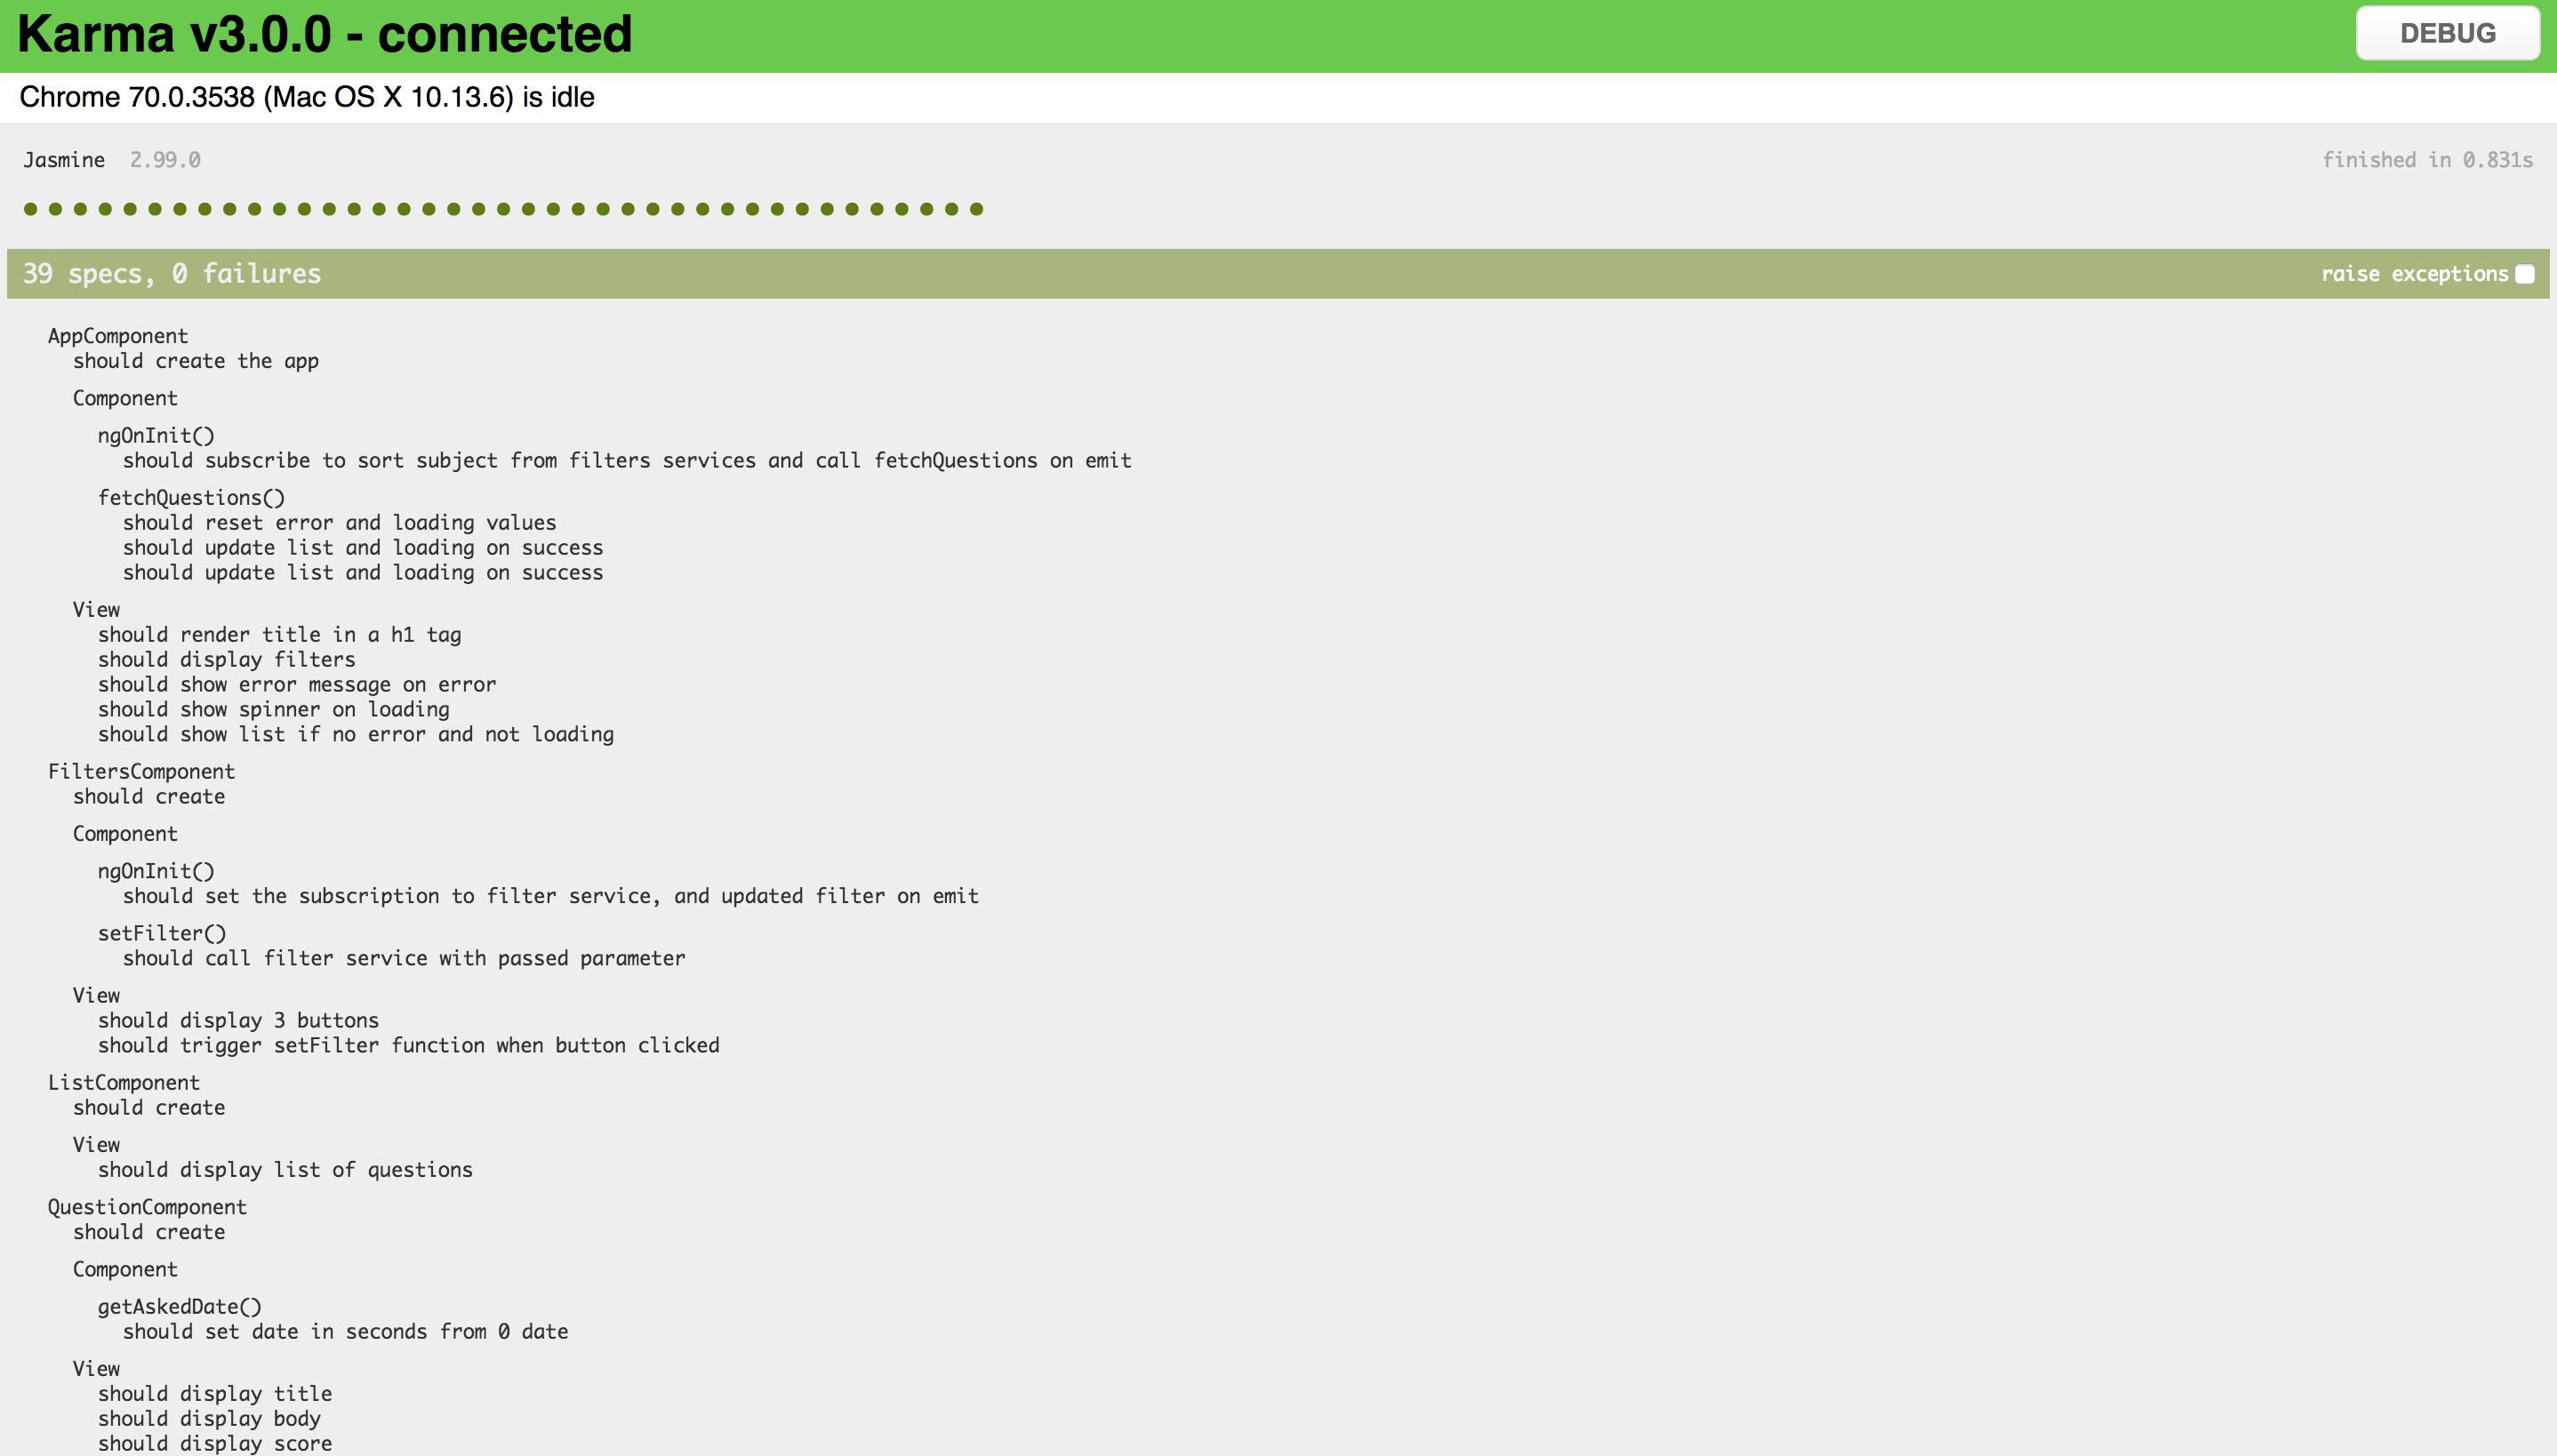 Karma v3.0.0 - connected
DEBUG
Chrome 70.0.3538 (Mac OS X 10.13.6) is idle
Jasmine 2.99.0
finished in 0.831s
39 specs, 0 failures
raise exceptions
AppComponent
should create the app
Component
ngOnInit()
should subscribe to sort subject from filters services and call fetchQuestions on emit
fetchQuestions()
should reset error and loading values
should update list and loading on success
should update list and loading on success
View
should render title in a h1 tag
should display filters
should show error message on error
should show spinner on loading
should show list if no error and not loading
FiltersComponent
should create
Component
ngOnInit()
should set the subscription to filter service, and updated filter on emit
setFilter()
should call filter service with passed parameter
View
should display 3 buttons
should trigger setFilter function when button clicked
ListComponent
should create
View
should display list of questions
QuestionComponent
should create
Component
getAskedDate()
should set date in seconds from 0 date
View
should display title
should display body
should display score